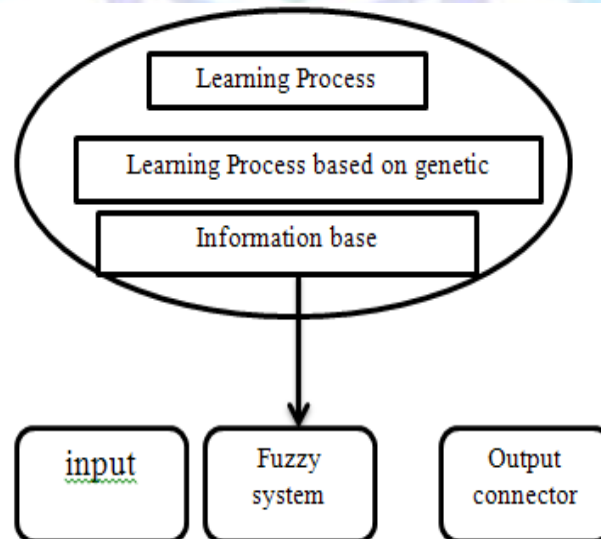 Learning Process
Learning Process based on genetic
Information base
input
Fuzzy
system
Output
connector